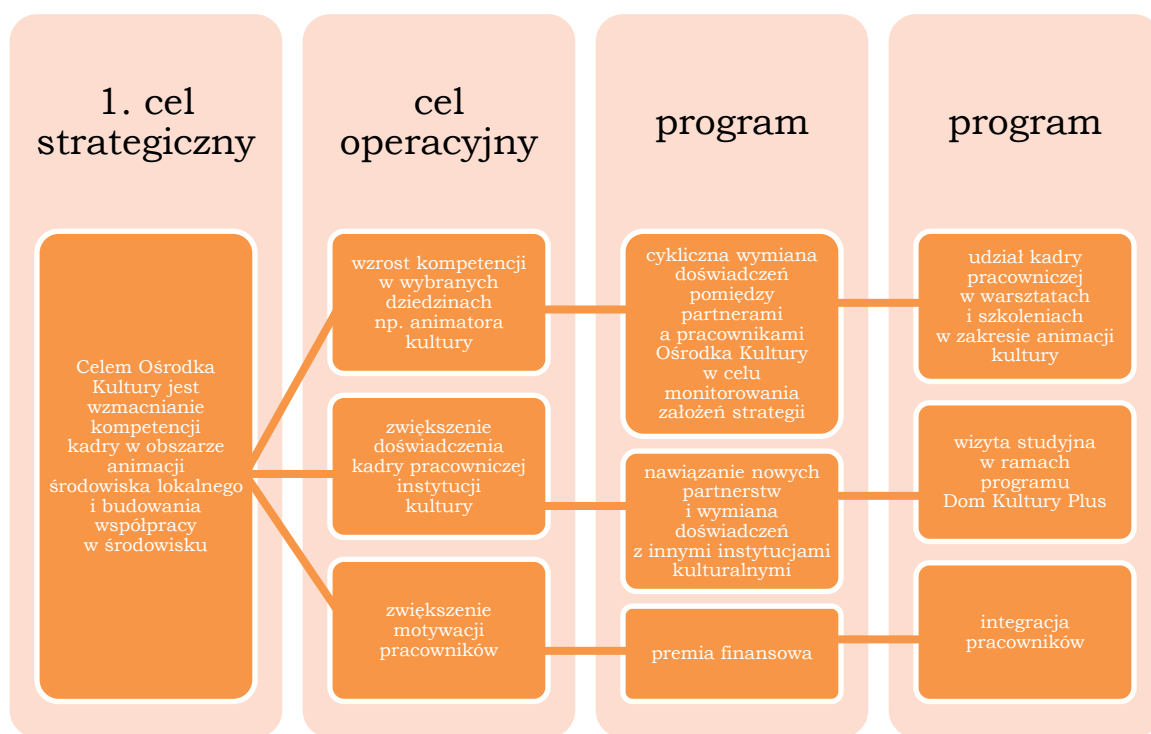 1. cel
strategiczny
Celem Ośrodka
Kultury jest
wzmacnianie
kompetencji
kadry w obszarze
animacji
środowiska lokalnego
i budowania
współpracy
w środowisku
cel
operacyjny
wzrost kompetencji
w wybranych
dziedzinach
np. animatora
kultury
zwiększenie
doświadczenia
kadry pracowniczej
instytucji
kultury
zwiększenie
motywacji
pracowników
program
cykliczna wymiana
doświadczeń
pomiędzy
partnerami
a pracownikami
Ośrodka Kultury
w celu
monitorowania
założeń strategii
nawiązanie nowych
partnerstw
i wymiana
doświadczeń
z innymi instytucjami
kulturalnymi
premia finansowa
program
udział kadry
pracowniczej
w warsztatach
i szkoleniach
w zakresie animacji
kultury
wizyta studyjna
w ramach
programu
Dom Kultury Plus
integracja
pracowników